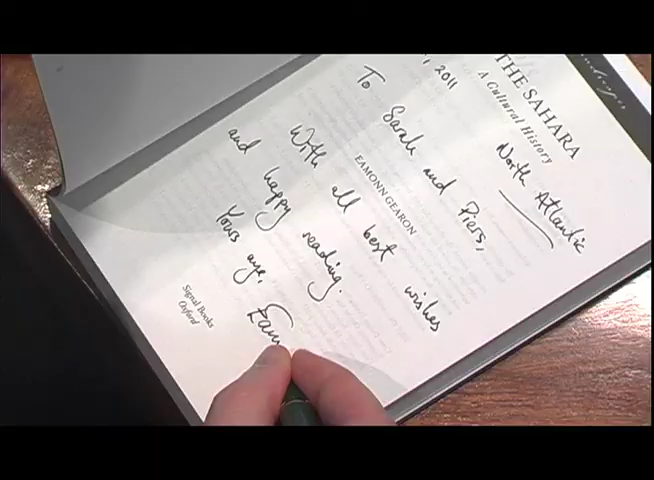 THE SAHARA
A Cultural History
North Atlantic
2011
To Sarah and Piers,
EAMONN GEARON
With all best wishes
and happy reading.
Yours aye,
Eam
Signal Books
Oxford